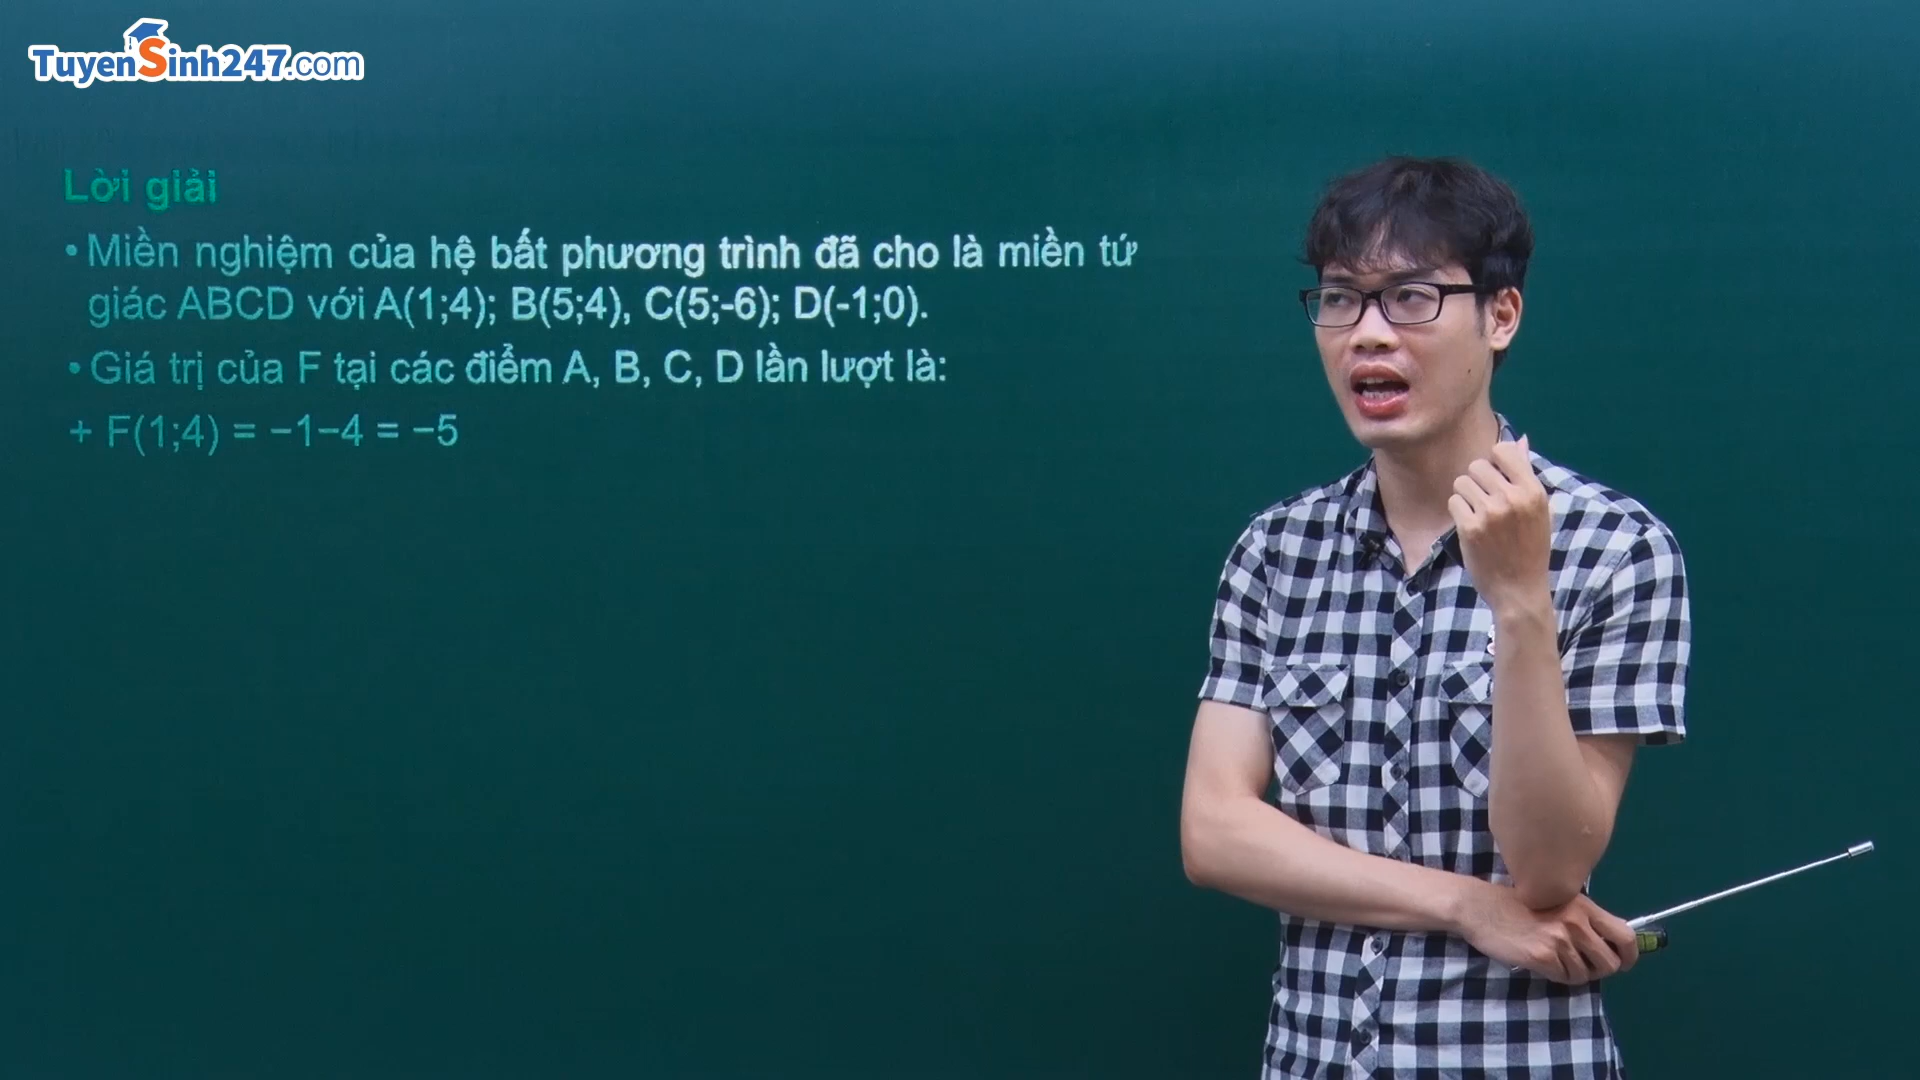 TuyenSinh247.com
Lời giải
• Miền nghiệm của hệ bất phương trình đã cho là miền tứ
giác ABCD với A(1;4); B(5;4), C(5;-6); D(-1;0).
• Giá trị của F tại các điểm A, B, C, D lần lượt là:
+ F(1;4) = −1−4 = −5